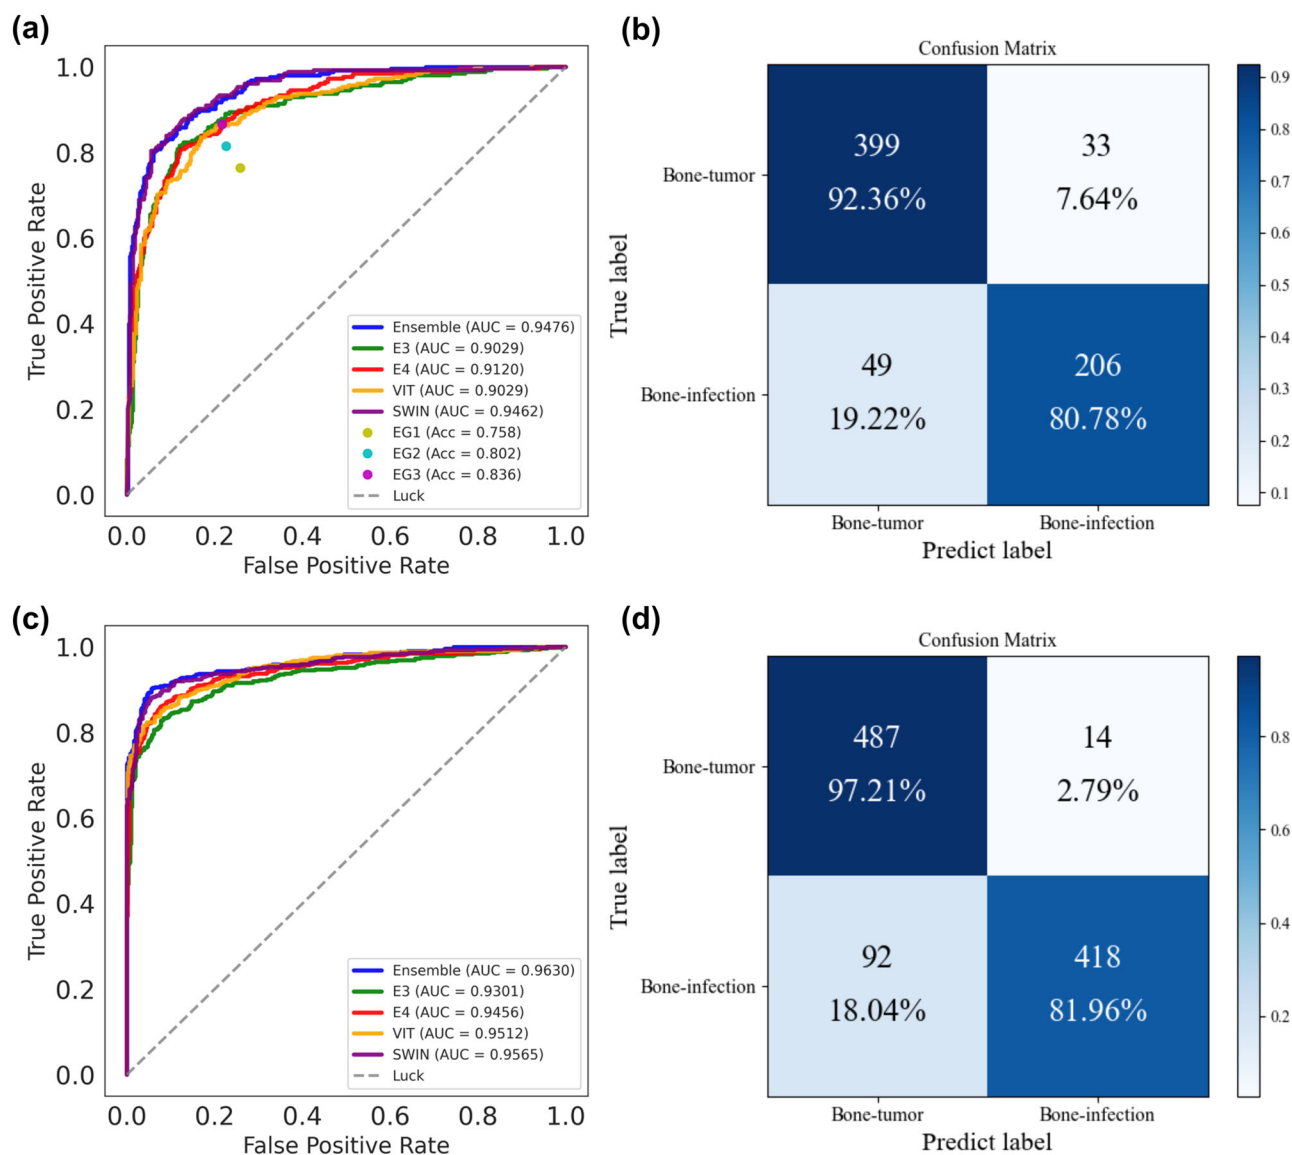 (a)
1.0
0.8
0.6
0.4
0.2
0.0
True Positive Rate
Ensemble (AUC = 0.9476)
E3 (AUC = 0.9029)
E4 (AUC = 0.9120)
VIT (AUC = 0.9029)
SWIN (AUC = 0.9462)
EG1 (Acc = 0.758)
EG2 (Acc = 0.802)
EG3 (Acc = 0.836)
Luck
0.0 0.2 0.4 0.6 0.8 1.0
False Positive Rate
(b)
Confusion Matrix
True label
Bone-tumor
399
92.36%
33
7.64%
Bone-infection
49
19.22%
206
80.78%
Bone-tumor Bone-infection
Predict label
0.9
0.8
0.7
0.6
0.5
0.4
0.3
0.2
0.1
(c)
1.0
0.8
0.6
0.4
0.2
0.0
True Positive Rate
Ensemble (AUC = 0.9630)
E3 (AUC = 0.9301)
E4 (AUC = 0.9456)
VIT (AUC = 0.9512)
SWIN (AUC = 0.9565)
Luck
0.0 0.2 0.4 0.6 0.8 1.0
False Positive Rate
(d)
Confusion Matrix
True label
Bone-tumor
487
97.21%
14
2.79%
Bone-infection
92
18.04%
418
81.96%
Bone-tumor Bone-infection
Predict label
0.8
0.6
0.4
0.2